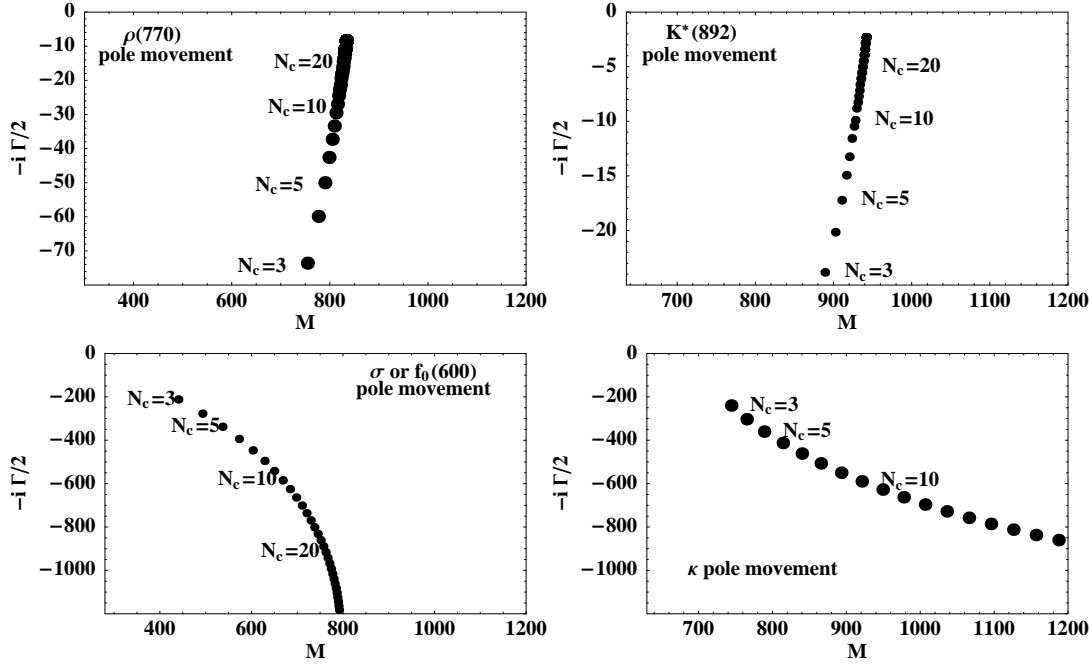 ρ(770)
pole movement
N_c=20
N_c=10
N_c=5
N_c=3
0
−10
−20
−30
−40
−50
−60
−70
−i Γ/2
400
600
800
1000
1200
M
K*(892)
pole movement
N_c=20
N_c=10
N_c=5
N_c=3
0
−5
−10
−15
−20
−i Γ/2
700
800
900
1000
1100
1200
M
σ or f₀(600)
pole movement
N_c=3
N_c=5
N_c=10
N_c=20
0
−200
−400
−600
−800
−1000
−i Γ/2
400
600
800
1000
1200
M
N_c=3
N_c=5
N_c=10
κ pole movement
0
−200
−400
−600
−800
−1000
−i Γ/2
700
800
900
1000
1100
1200
M